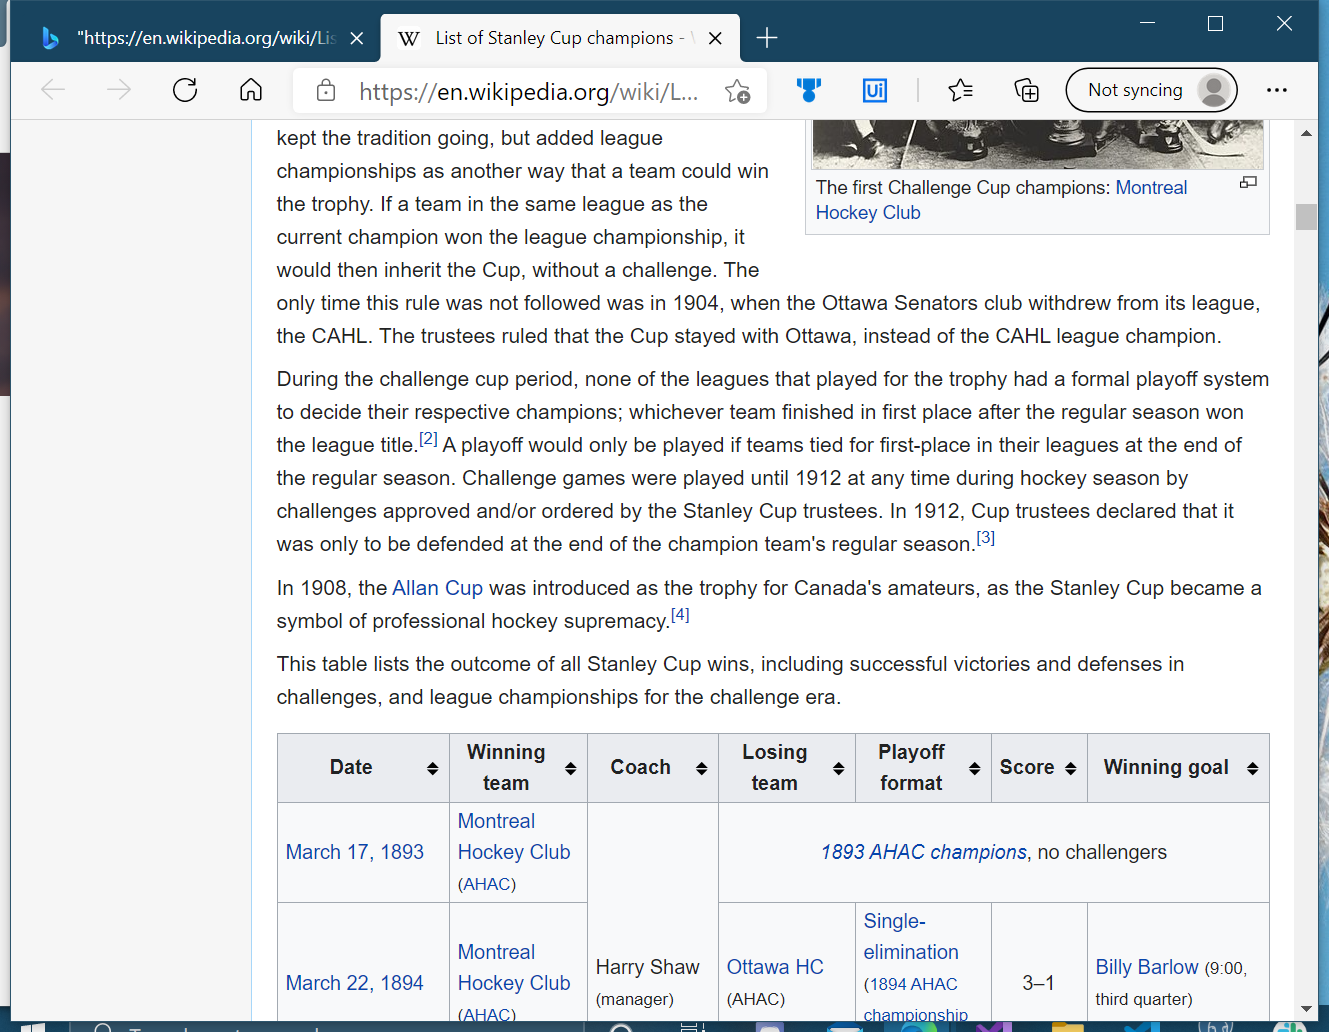 "https://en.wikipedia.org/wiki/Lis
List of Stanley Cup champions -
https://en.wikipedia.org/wiki/L...
Not syncing
kept the tradition going, but added league
championships as another way that a team could win
the trophy. If a team in the same league as the
current champion won the league championship, it
would then inherit the Cup, without a challenge. The
only time this rule was not followed was in 1904, when the Ottawa Senators club withdrew from its league,
the CAHL. The trustees ruled that the Cup stayed with Ottawa, instead of the CAHL league champion.
The first Challenge Cup champions: Montreal
Hockey Club
During the challenge cup period, none of the leagues that played for the trophy had a formal playoff system
to decide their respective champions; whichever team finished in first place after the regular season won
the league title.[2] A playoff would only be played if teams tied for first-place in their leagues at the end of
the regular season. Challenge games were played until 1912 at any time during hockey season by
challenges approved and/or ordered by the Stanley Cup trustees. In 1912, Cup trustees declared that it
was only to be defended at the end of the champion team's regular season.[3]
In 1908, the Allan Cup was introduced as the trophy for Canada's amateurs, as the Stanley Cup became a
symbol of professional hockey supremacy.[4]
This table lists the outcome of all Stanley Cup wins, including successful victories and defenses in
challenges, and league championships for the challenge era.
Date
Winning
team
Coach
Losing
team
Playoff
format
Score
Winning goal
March 17, 1893
Montreal
Hockey Club
(AHAC)
1893 AHAC champions, no challengers
March 22, 1894
Montreal
Hockey Club
(AHAC)
Harry Shaw
(manager)
Ottawa HC
(AHAC)
Single-
elimination
(1894 AHAC
championship
3–1
Billy Barlow (9:00,
third quarter)